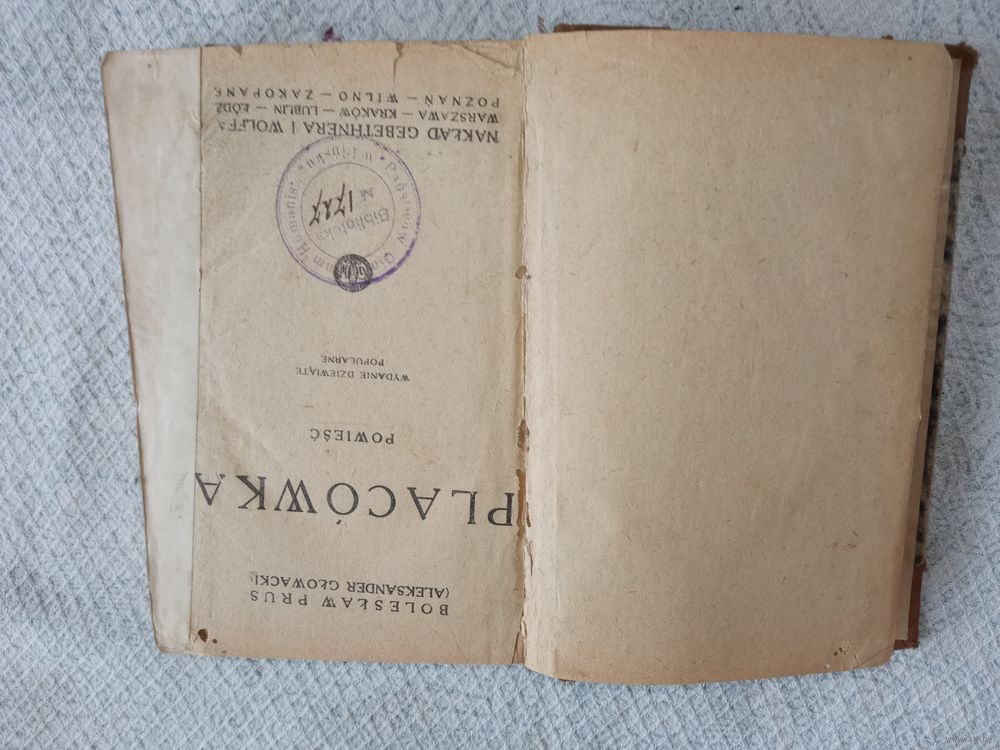 BOLESŁAW PRUS
(ALEKSANDER GŁOWACKI)
PLACÓWKA
POWIEŚĆ
WYDANIE DZIEWIĄTE
POPULARNE
Biblioteka
№ 1787
NAKŁAD GEBETHNERA I WOLFFA
WARSZAWA — KRAKÓW — LUBLIN — ŁÓDŹ
POZNAŃ — WILNO — ZAKOPANE